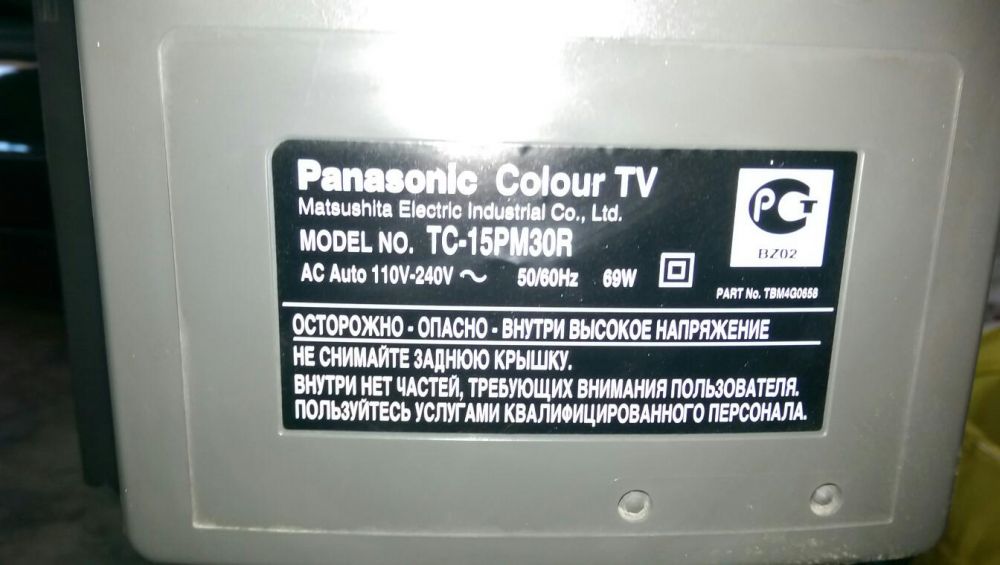 Panasonic Colour TV
Matsushita Electric Industrial Co., Ltd.
MODEL NO. TC-15PM30R
AC Auto 110V-240V ~ 50/60Hz 69W
РСТ
BZ02
PART No. TBM4G0658
ОСТОРОЖНО - ОПАСНО - ВНУТРИ ВЫСОКОЕ НАПРЯЖЕНИЕ
НЕ СНИМАЙТЕ ЗАДНЮЮ КРЫШКУ.
ВНУТРИ НЕТ ЧАСТЕЙ, ТРЕБУЮЩИХ ВНИМАНИЯ ПОЛЬЗОВАТЕЛЯ.
ПОЛЬЗУЙТЕСЬ УСЛУГАМИ КВАЛИФИЦИРОВАННОГО ПЕРСОНАЛА.